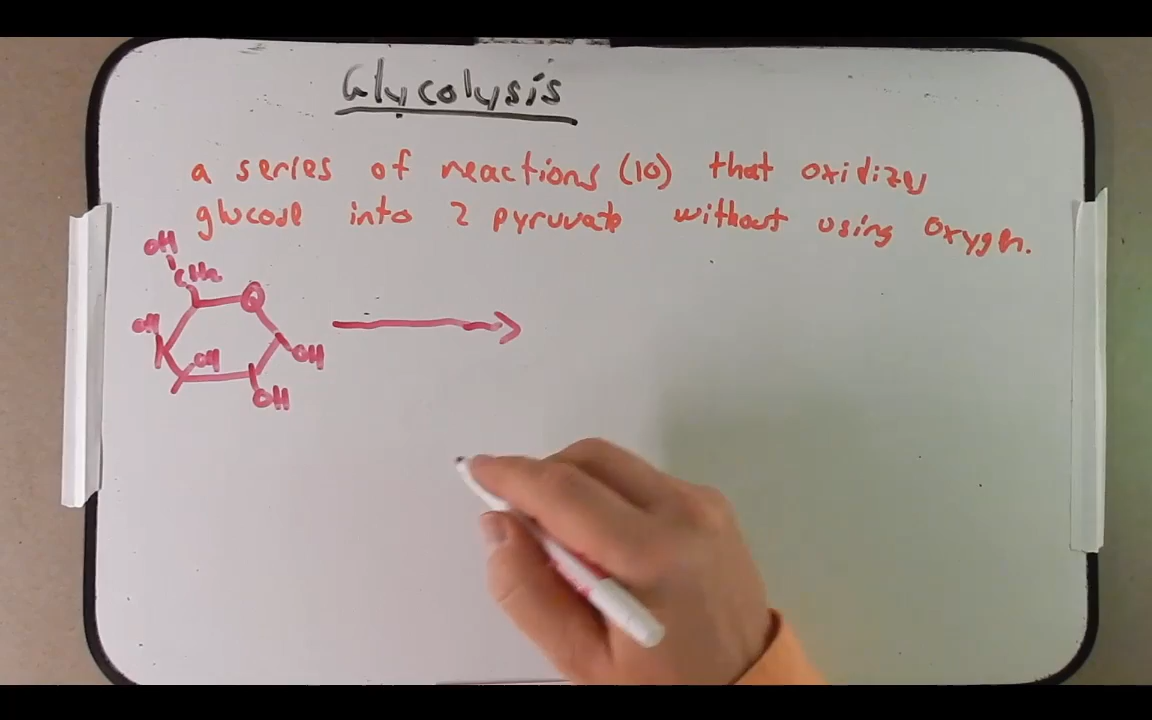 Glycolysis
a series of reactions (10) that oxidizes
glucose into 2 pyruvate without using oxygen.
OH
CH₂
O
OH
OH
OH
OH